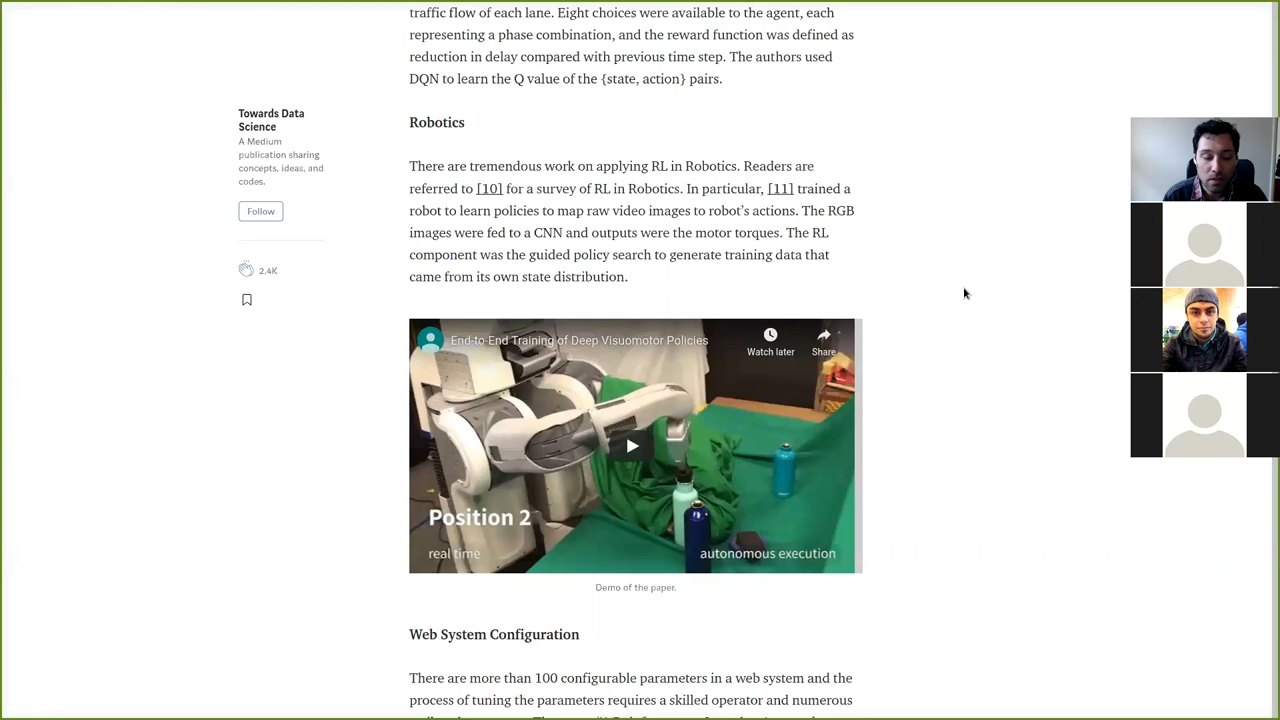 traffic flow of each lane. Eight choices were available to the agent, each
representing a phase combination, and the reward function was defined as
reduction in delay compared with previous time step. The authors used
DQN to learn the Q value of the {state, action} pairs.
Towards Data
Science
A Medium
publication sharing
concepts, ideas, and
codes.
Follow
2.4K
Robotics
There are tremendous work on applying RL in Robotics. Readers are
referred to [10] for a survey of RL in Robotics. In particular, [11] trained a
robot to learn policies to map raw video images to robot's actions. The RGB
images were fed to a CNN and outputs were the motor torques. The RL
component was the guided policy search to generate training data that
came from its own state distribution.
End-to-End Training of Deep Visuomotor Policies
Watch later
Share
Position 2
real time
autonomous execution
Demo of the paper.
Web System Configuration
There are more than 100 configurable parameters in a web system and the
process of tuning the parameters requires a skilled operator and numerous